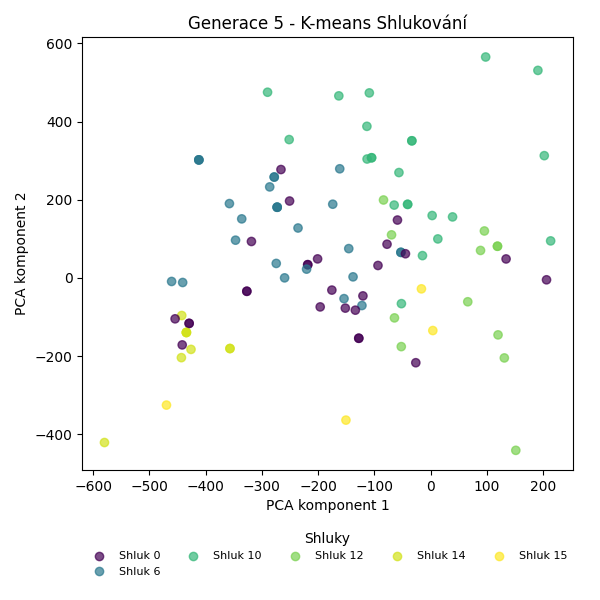 Generace 5 - K-means Shlukování
600
400
200
0
−200
−400
PCA komponent 2
−600
−500
−400
−300
−200
−100
0
100
200
PCA komponent 1
Shluky
Shluk 0
Shluk 10
Shluk 12
Shluk 14
Shluk 15
Shluk 6